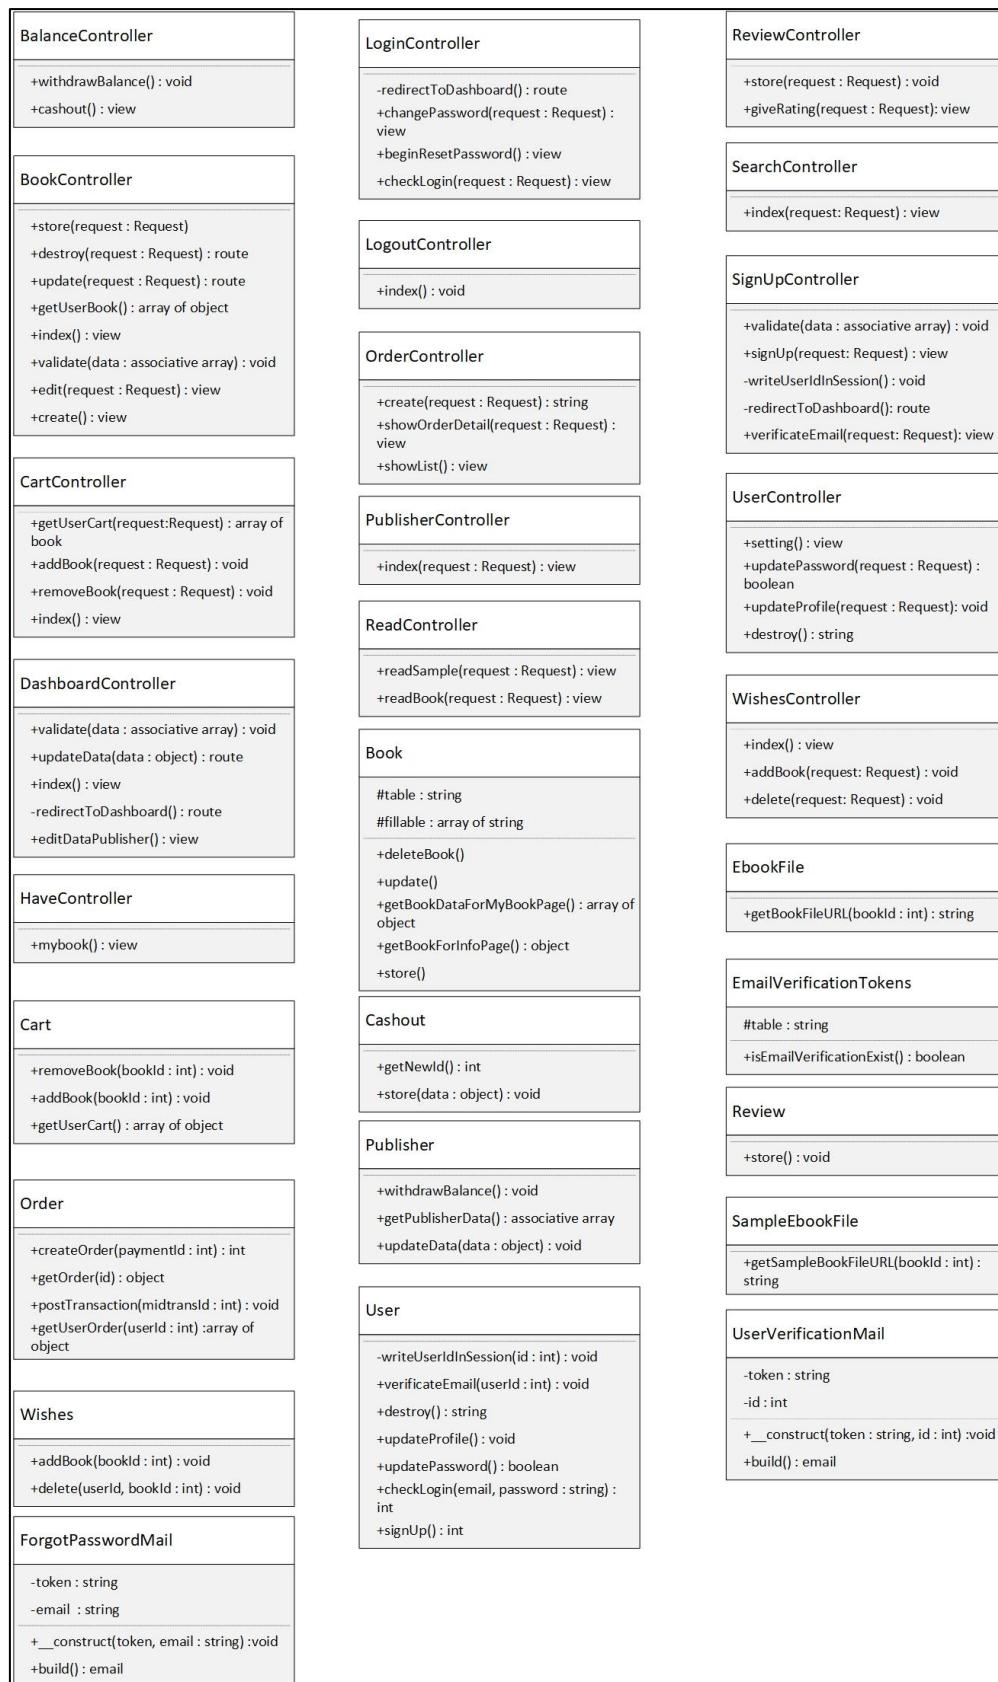 BalanceController
+withdrawBalance() : void
+cashout() : view
BookController
+store(request : Request)
+destroy(request : Request) : route
+update(request : Request) : route
+getUserBook() : array of object
+index() : view
+validate(data : associative array) : void
+edit(request : Request) : view
+create() : view
CartController
+getUserCart(request:Request) : array of
book
+addBook(request : Request) : void
+removeBook(request : Request) : void
+index() : view
DashboardController
+validate(data : associative array) : void
+updateData(data : object) : route
+index() : view
-redirectToDashboard() : route
+editDataPublisher() : view
HaveController
+mybook() : view
Cart
+removeBook(bookId : int) : void
+addBook(bookId : int) : void
+getUserCart() : array of object
Order
+createOrder(paymentId : int) : int
+getOrder(id) : object
+postTransaction(midtransId : int) : void
+getUserOrder(userId : int) :array of
object
Wishes
+addBook(bookId : int) : void
+delete(userId, bookId : int) : void
ForgotPasswordMail
-token : string
-email  : string
+__construct(token, email : string) :void
+build() : email
LoginController
-redirectToDashboard() : route
+changePassword(request : Request) :
view
+beginResetPassword() : view
+checkLogin(request : Request) : view
LogoutController
+index() : void
OrderController
+create(request : Request) : string
+showOrderDetail(request : Request) :
view
+showList() : view
PublisherController
+index(request : Request) : view
ReadController
+readSample(request : Request) : view
+readBook(request : Request) : view
Book
#table : string
#fillable : array of string
+deleteBook()
+update()
+getBookDataForMyBookPage() : array of
object
+getBookForInfoPage() : object
+store()
Cashout
+getNewId() : int
+store(data : object) : void
Publisher
+withdrawBalance() : void
+getPublisherData() : associative array
+updateData(data : object) : void
User
-writeUserIdInSession(id : int) : void
+verificateEmail(userId : int) : void
+destroy() : string
+updateProfile() : void
+updatePassword() : boolean
+checkLogin(email, password : string) :
int
+signUp() : int
ReviewController
+store(request : Request) : void
+giveRating(request : Request): view
SearchController
+index(request: Request) : view
SignUpController
+validate(data : associative array) : void
+signUp(request: Request) : view
-writeUserIdInSession() : void
-redirectToDashboard(): route
+verificateEmail(request: Request): view
UserController
+setting() : view
+updatePassword(request : Request) :
boolean
+updateProfile(request : Request): void
+destroy() : string
WishesController
+index() : view
+addBook(request: Request) : void
+delete(request: Request) : void
EbookFile
+getBookFileURL(bookId : int) : string
EmailVerificationTokens
#table : string
+isEmailVerificationExist() : boolean
Review
+store() : void
SampleEbookFile
+getSampleBookFileURL(bookId : int) :
string
UserVerificationMail
-token : string
-id : int
+__construct(token : string, id : int) :void
+build() : email